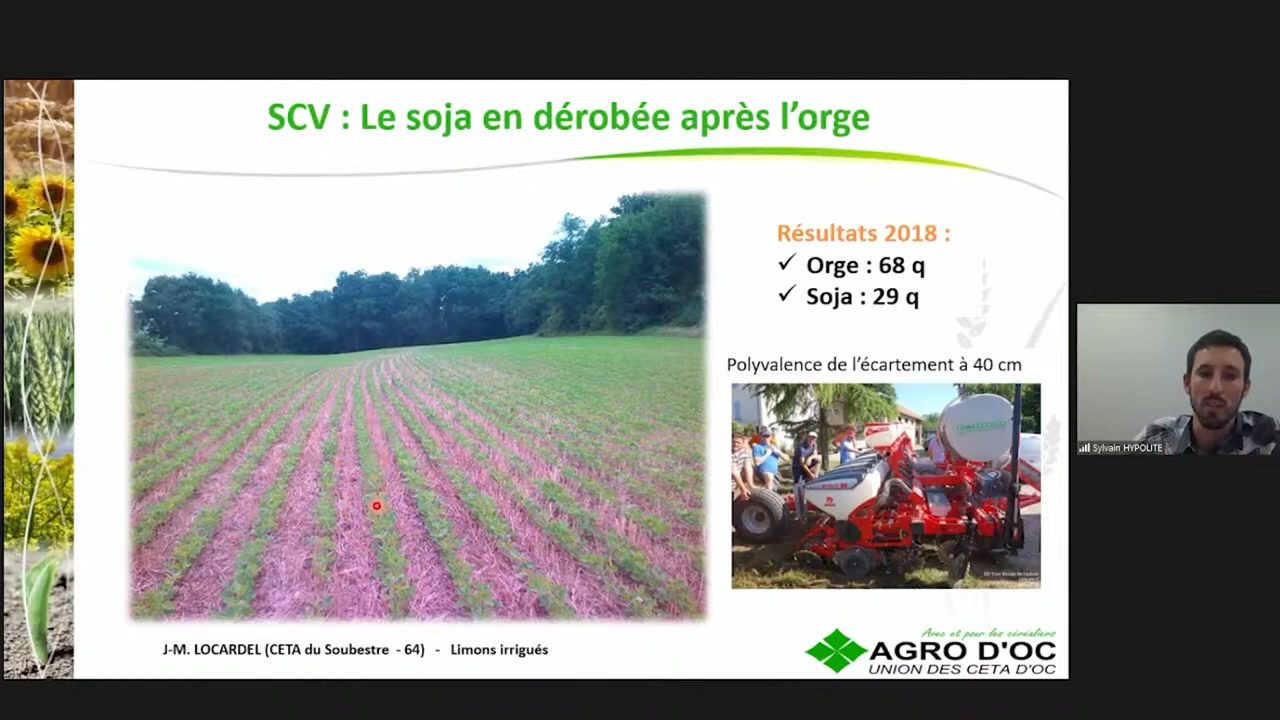 SCV : Le soja en dérobée après l'orge
Résultats 2018 :
✓ Orge : 68 q
✓ Soja : 29 q
Polyvalence de l'écartement à 40 cm
J-M. LOCARDEL (CETA du Soubestre - 64) - Limons irrigués
Avec et pour les céréaliers
AGRO D'OC
UNION DES CETA D'OC
Sylvain HYPOLITE